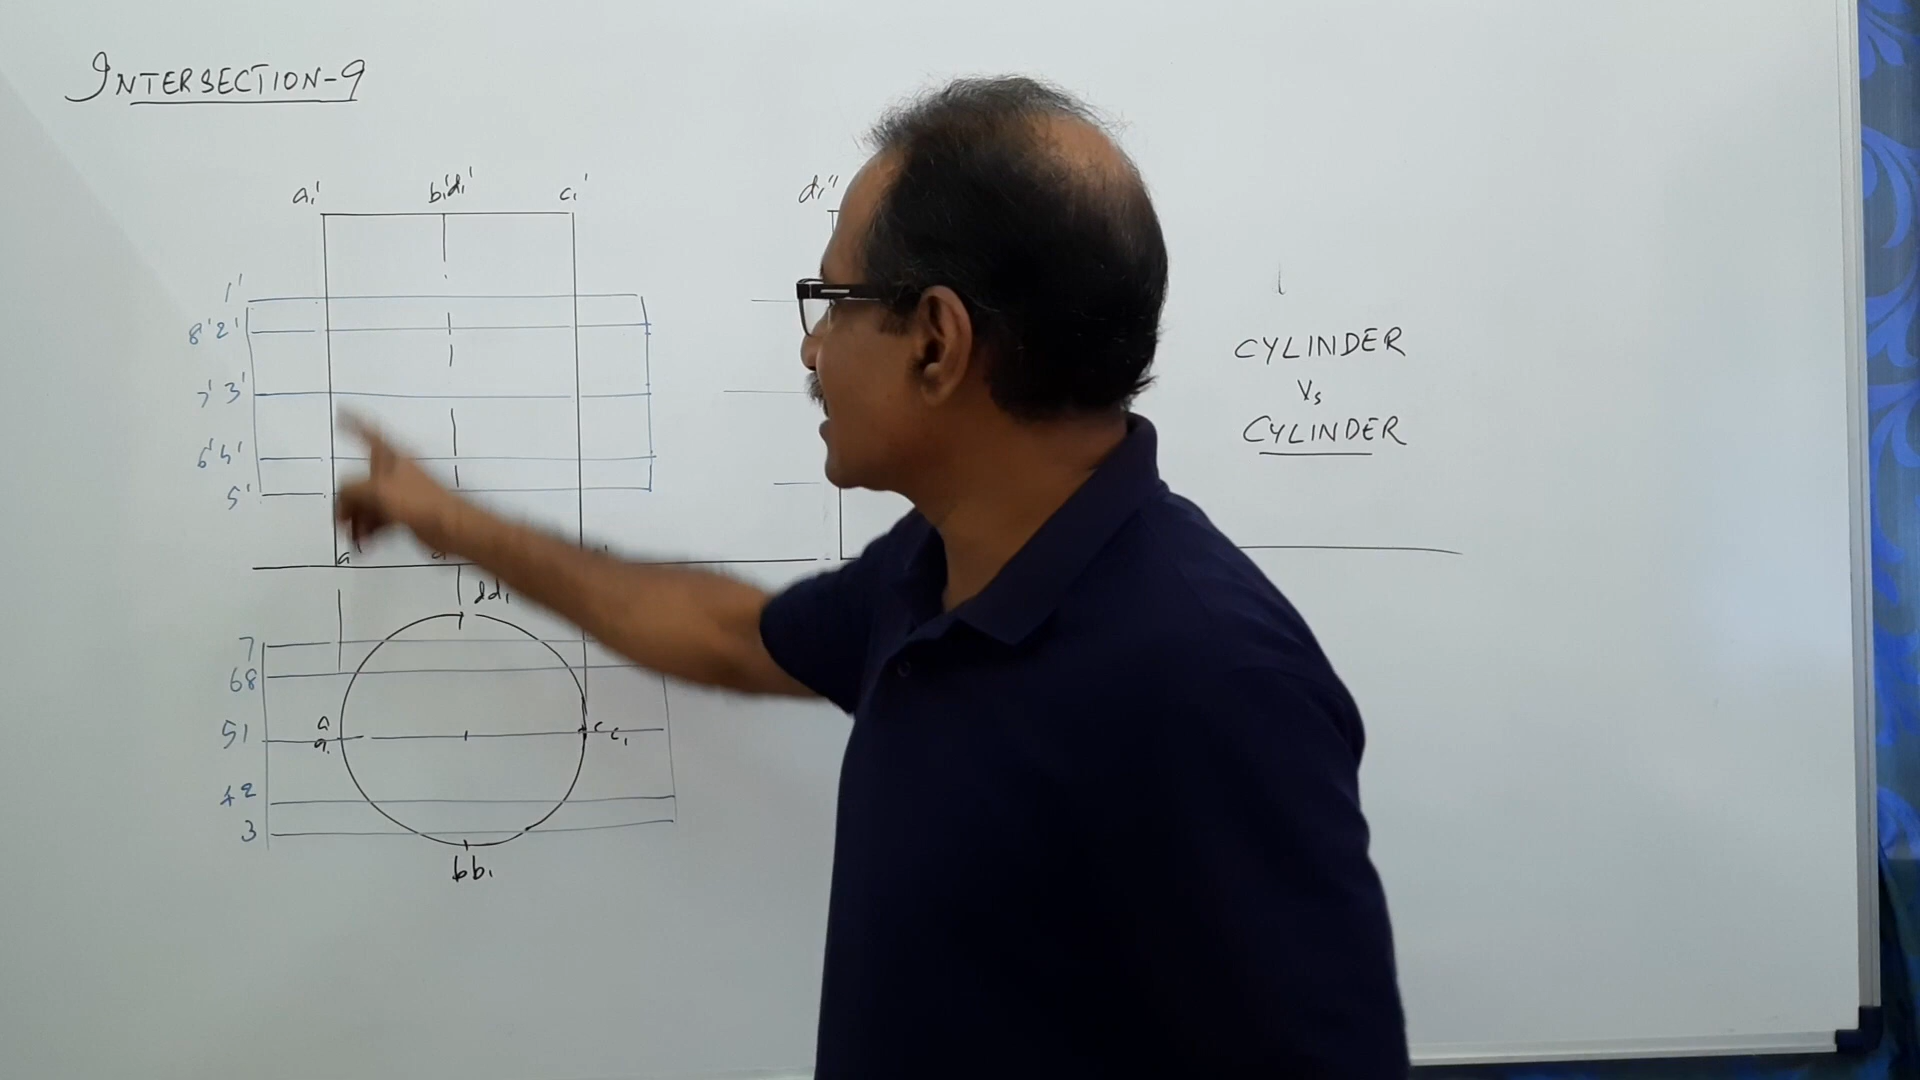 INTERSECTION-9
a₁' b₁'d₁' c₁' d₁"
1'
8'2'
7'3'
6'4'
5'
a'
dd₁
7
68
51 a a₁ c c₁
42
3
bb₁
CYLINDER
Vs
CYLINDER